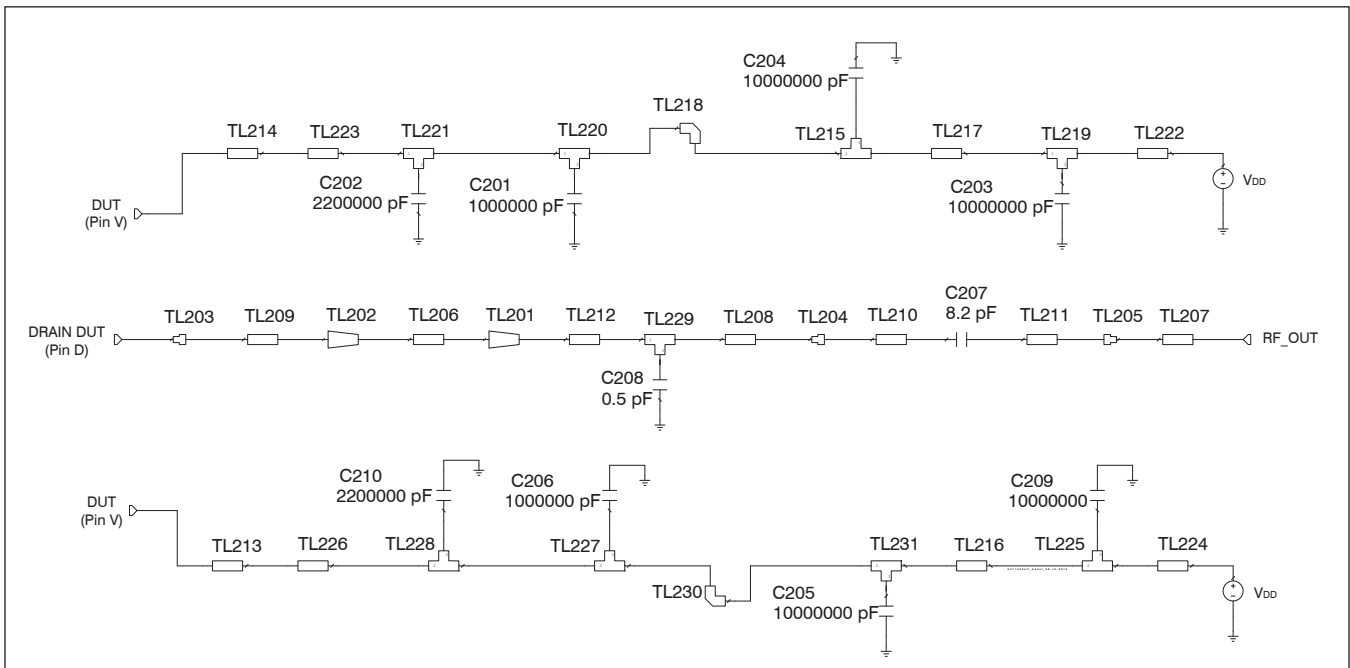 C204
10000000 pF
TL218
TL214
TL223
TL221
TL220
TL215
TL217
TL219
TL222
C202
2200000 pF
C201
1000000 pF
C203
10000000 pF
VDD
DUT
(Pin V)
DRAIN DUT
(Pin D)
TL203
TL209
TL202
TL206
TL201
TL212
TL229
TL208
TL204
TL210
C207
8.2 pF
TL211
TL205
TL207
RF_OUT
C208
0.5 pF
C210
2200000 pF
C206
1000000 pF
C209
10000000
DUT
(Pin V)
TL213
TL226
TL228
TL227
TL230
TL231
TL216
TL225
TL224
C205
10000000 pF
VDD